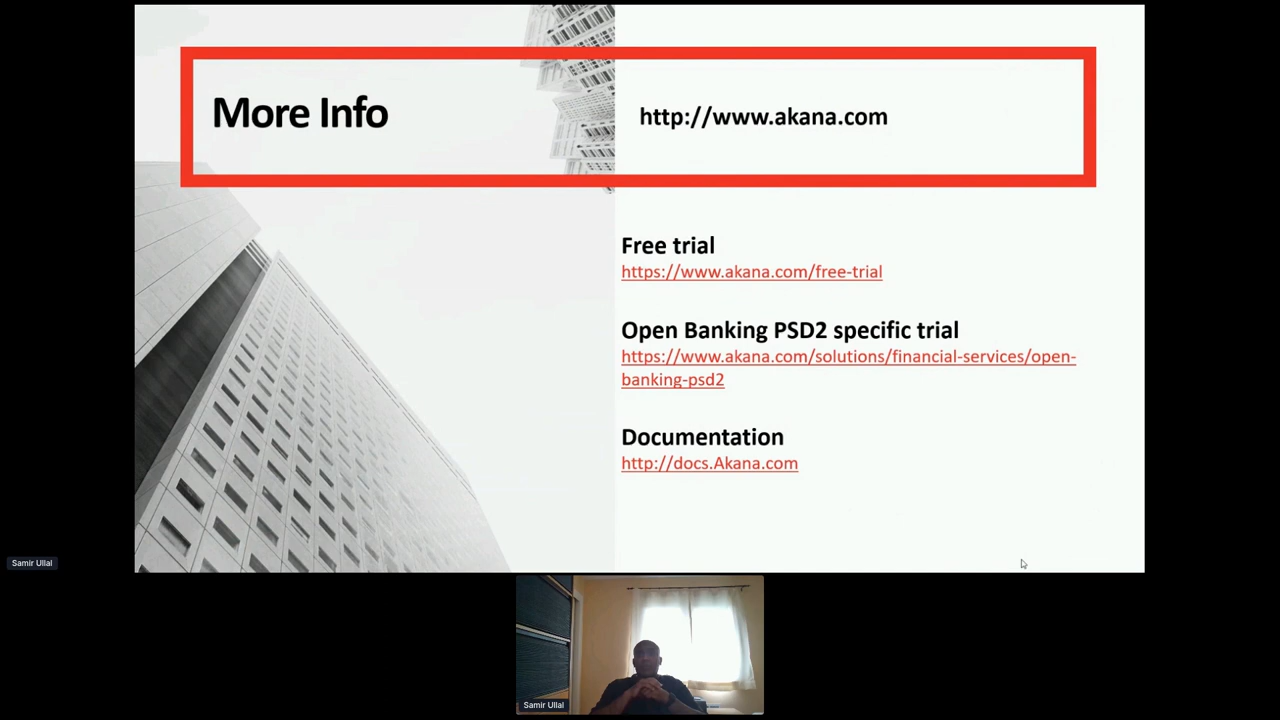 More Info
http://www.akana.com
Free trial
https://www.akana.com/free-trial
Open Banking PSD2 specific trial
https://www.akana.com/solutions/financial-services/open-
banking-psd2
Documentation
http://docs.Akana.com
Samir Ullal
Samir Ullal